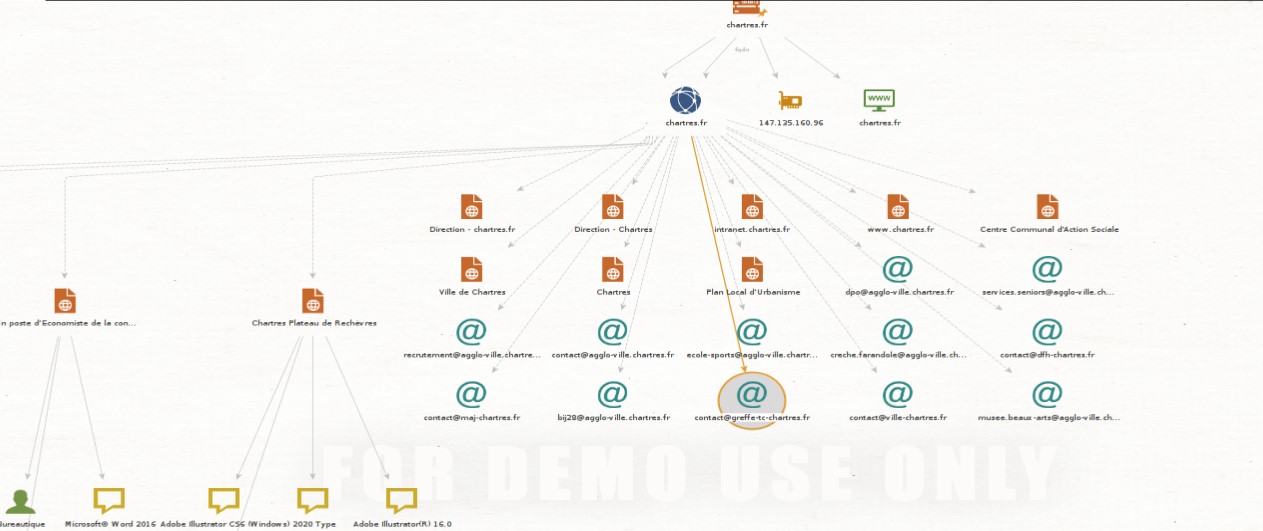 chartres.fr
chartres.fr
147.135.160.96
chartres.fr
Direction - chartres.fr
Direction - Chartres
intranet.chartres.fr
www.chartres.fr
Centre Communal d'Action Sociale
Ville de Chartres
Chartres
Plan Local d'Urbanisme
dpo@agglo-ville.chartres.fr
services.seniors@agglo-ville.ch...
n poste d'Economiste de la con...
Chartres Plateau de Rechèvres
recrutement@agglo-ville.chartre...
contact@agglo-ville.chartres.fr
ecole-sports@agglo-ville.chartr...
creche.farandole@agglo-ville.ch...
contact@dfh-chartres.fr
contact@maj-chartres.fr
bij28@agglo-ville.chartres.fr
contact@greffe-tc-chartres.fr
contact@ville-chartres.fr
musee.beaux-arts@agglo-ville.ch...
FOR DEMO USE ONLY
Bureautique
Microsoft® Word 2016
Adobe Illustrator CS6 (Windows)
2020 Type
Adobe Illustrator(R) 16.0